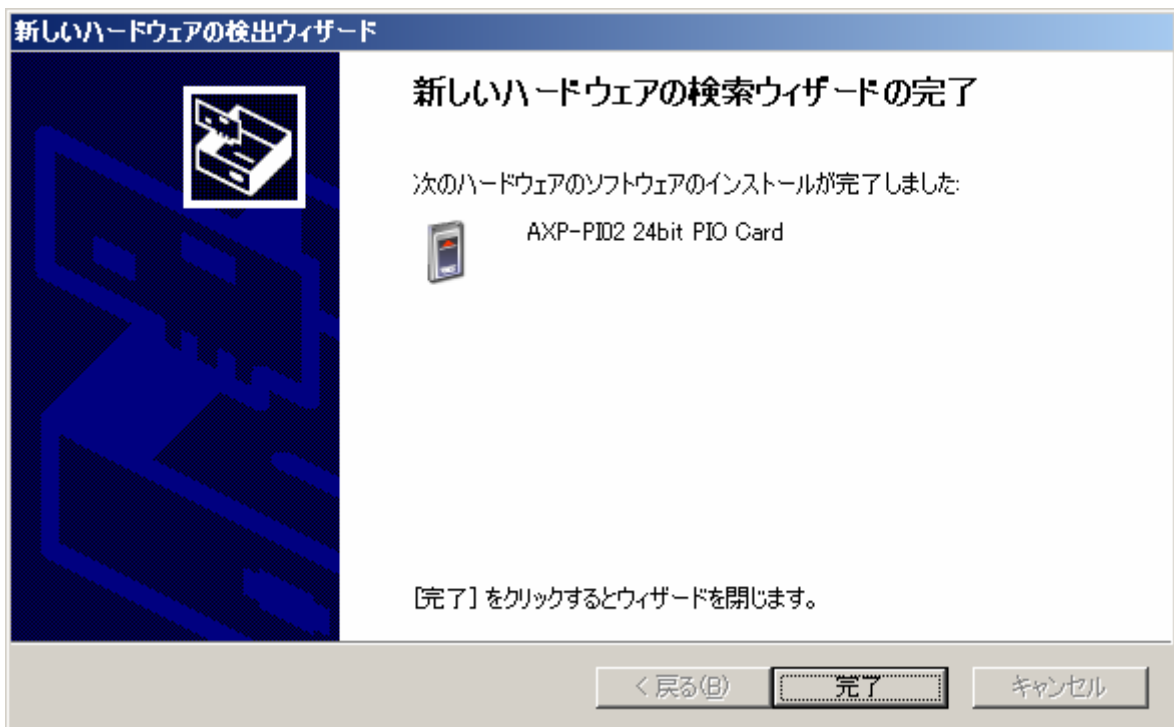 新しいハードウェアの検出ウィザード
新しいハードウェアの検索ウィザードの完了
次のハードウェアのソフトウェアのインストールが完了しました:
AXP-PI02 24bit PIO Card
[完了] をクリックするとウィザードを閉じます。
< 戻る(B)
完了
キャンセル